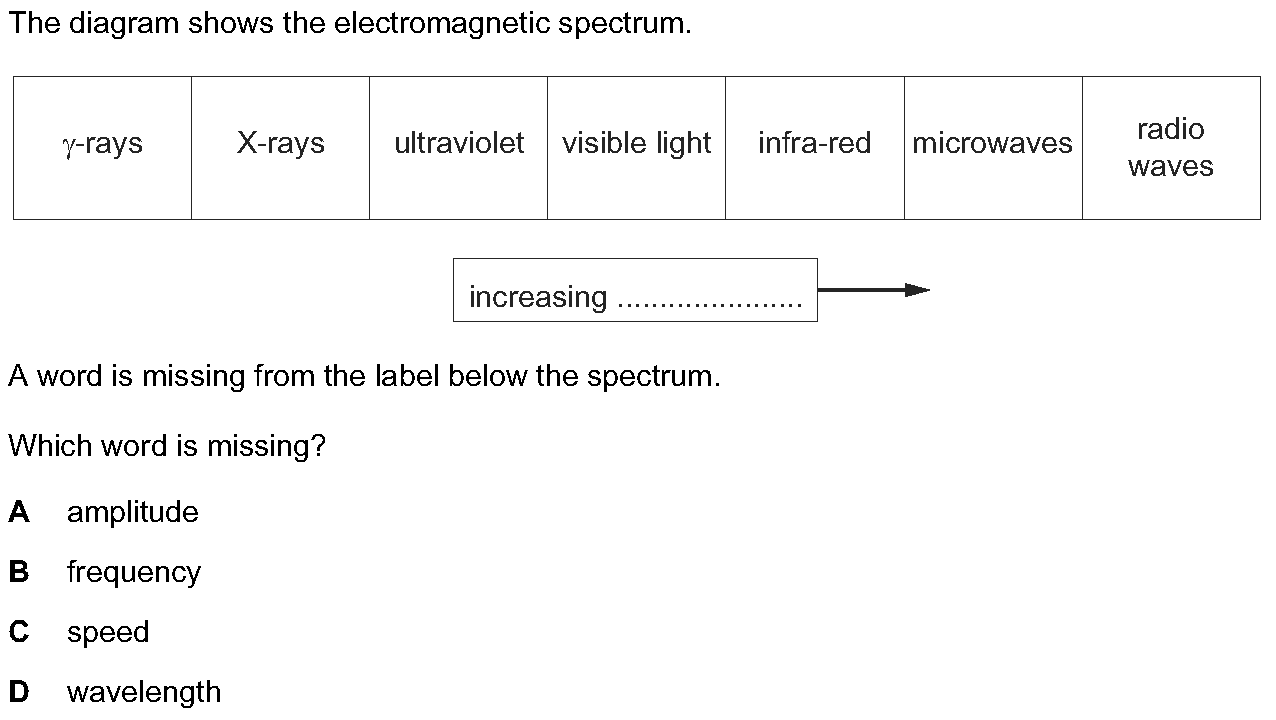 The diagram shows the electromagnetic spectrum.
γ-rays X-rays ultraviolet visible light infra-red microwaves radio waves
increasing ......................
A word is missing from the label below the spectrum.
Which word is missing?
A amplitude
B frequency
C speed
D wavelength